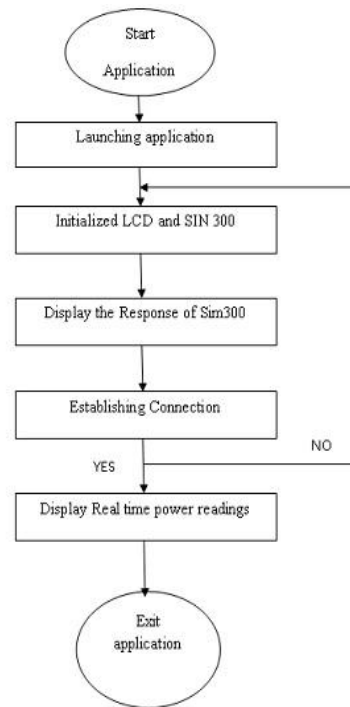 Start
Application
Launching application
Initialized LCD and SIN 300
Display the Response of Sim300
Establishing Connection
NO
YES
Display Real time power readings
Exit
application